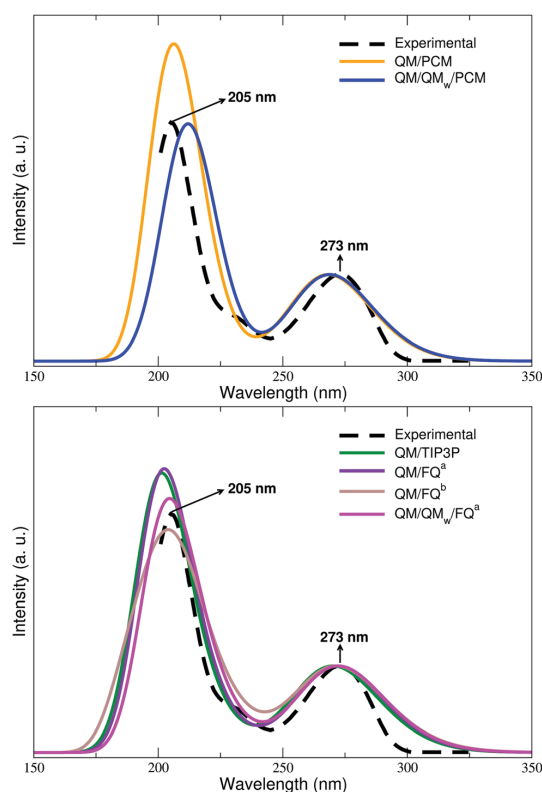 Experimental
QM/PCM
QM/QMw/PCM
205 nm
273 nm
Intensity (a. u.)
150 200 250 300 350
Wavelength (nm)
Experimental
QM/TIP3P
QM/FQa
QM/FQb
QM/QMw/FQa
205 nm
273 nm
Intensity (a. u.)
150 200 250 300 350
Wavelength (nm)